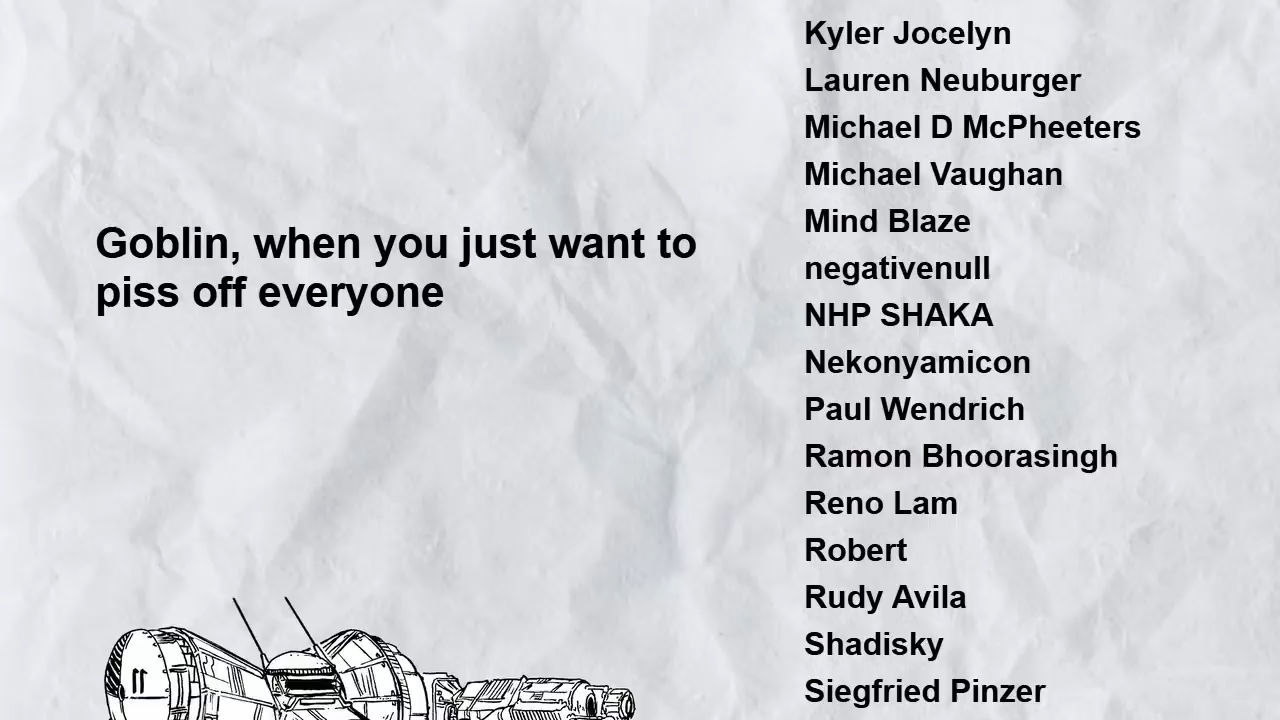 Goblin, when you just want to
piss off everyone
Kyler Jocelyn
Lauren Neuburger
Michael D McPheeters
Michael Vaughan
Mind Blaze
negativenull
NHP SHAKA
Nekonyamicon
Paul Wendrich
Ramon Bhoorasingh
Reno Lam
Robert
Rudy Avila
Shadisky
Siegfried Pinzer
11